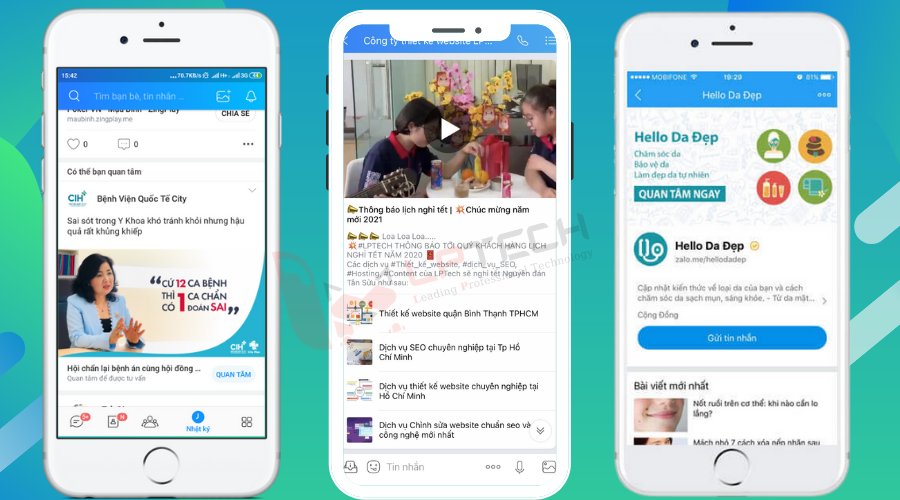 15:42
...70.7KB/s H+ 3G 44
Tìm bạn bè, tin nhắn ...
Poker VN - Mậu Binh - ZingPlay
maubinh.zingplay.me
CHIA SẺ
0
0
Có thể bạn quan tâm
CIH
Bệnh Viện Quốc Tế City
Sai sót trong Y Khoa khó tránh khỏi nhưng hậu
quả rất khủng khiếp
“CỨ 12 CA BỆNH
THÌ 1 CA CHẨN
CÓ ĐOÁN SAI”
CIH
Hội chẩn lại bệnh án cùng hội đồng ...
Quan tâm để được tư vấn
QUAN TÂM
5+
N
Nhật ký
Công ty thiết kế website LP...
Thông báo lịch nghỉ tết | Chúc mừng năm
mới 2021
Loa Loa Loa.....
#LPTECH THÔNG BÁO TỚI QUÝ KHÁCH HÀNG LỊCH
NGHỈ TẾT NĂM 2020
Các dịch vụ #Thiết_kế_website, #dịch_vụ_SEO,
#Hosting, #Content của LPTech sẽ nghỉ tết Nguyên đán
Tân Sửu như sau:
LPTECH
Leading Professional Technology
Thiết kế website quận Bình Thạnh TPHCM
Dịch vụ SEO chuyên nghiệp tại Tp Hồ
Chí Minh
Dịch vụ thiết kế website chuyên nghiệp tại
Hồ Chí Minh
Dịch vụ Chỉnh sửa website chuẩn seo và
công nghệ mới nhất
Tin nhắn
MOBIFONE
19:29
81%
Hello Da Đẹp
Hello Da Đẹp
Chăm sóc da
Bảo vệ da
Làm đẹp da tự nhiên
QUAN TÂM NGAY
Hello Da Đẹp
zalo.me/hellodadep
Cập nhật kiến thức về loại da của bạn và cách
chăm sóc da sạch mụn, sáng khỏe. - Từ da mặt...
Cộng Đồng
Gửi tin nhắn
Bài viết mới nhất
Nốt ruồi trên cơ thể: khi nào cần lo
lắng?
Mách nhỏ 7 cách xóa nếp nhăn sau